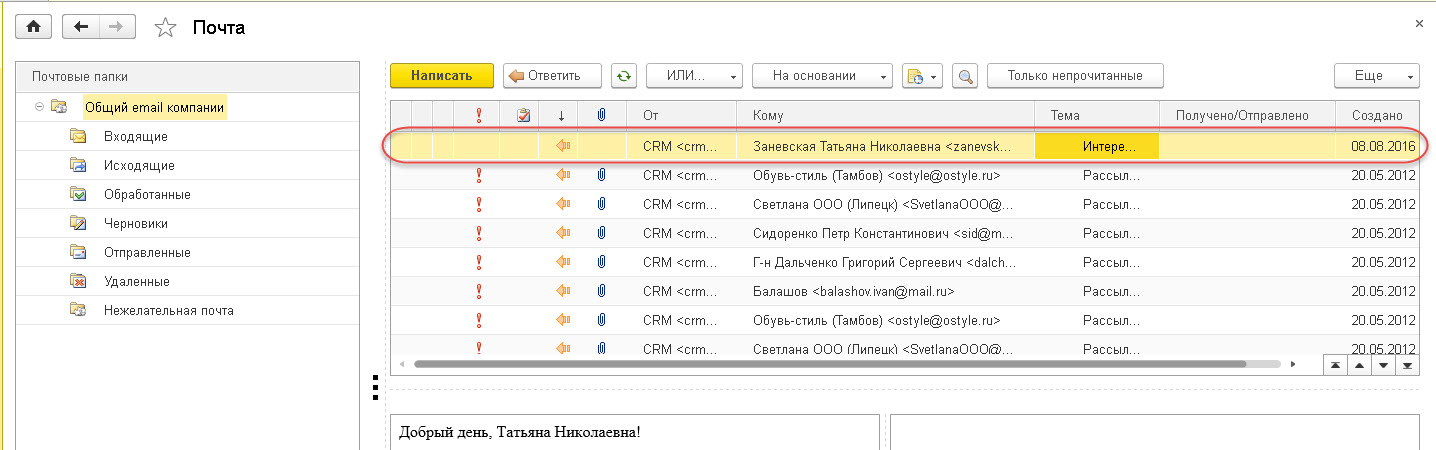 Почта
Почтовые папки
Общий email компании
Входящие
Исходящие
Обработанные
Черновики
Отправленные
Удаленные
Нежелательная почта
Написать Ответить ИЛИ... На основании Только непрочитанные Еще
От Кому Тема Получено/Отправлено Создано
CRM <crm... Заневская Татьяна Николаевна <zanevsk... Интере... 08.08.2016
CRM <crm... Обувь-стиль (Тамбов) <ostyle@ostyle.ru> Рассыл... 20.05.2012
CRM <crm... Светлана ООО (Липецк) <SvetlanaOOO@... Рассыл... 20.05.2012
CRM <crm... Сидоренко Петр Константинович <sid@m... Рассыл... 20.05.2012
CRM <crm... Г-н Дальченко Григорий Сергеевич <dalch... Рассыл... 20.05.2012
CRM <crm... Балашов <balashov.ivan@mail.ru> Рассыл... 20.05.2012
CRM <crm... Обувь-стиль (Тамбов) <ostyle@ostyle.ru> Рассыл... 20.05.2012
CRM <crm... Светлана ООО (Липецк) <SvetlanaOOO@... Рассыл... 20.05.2012
Добрый день, Татьяна Николаевна!